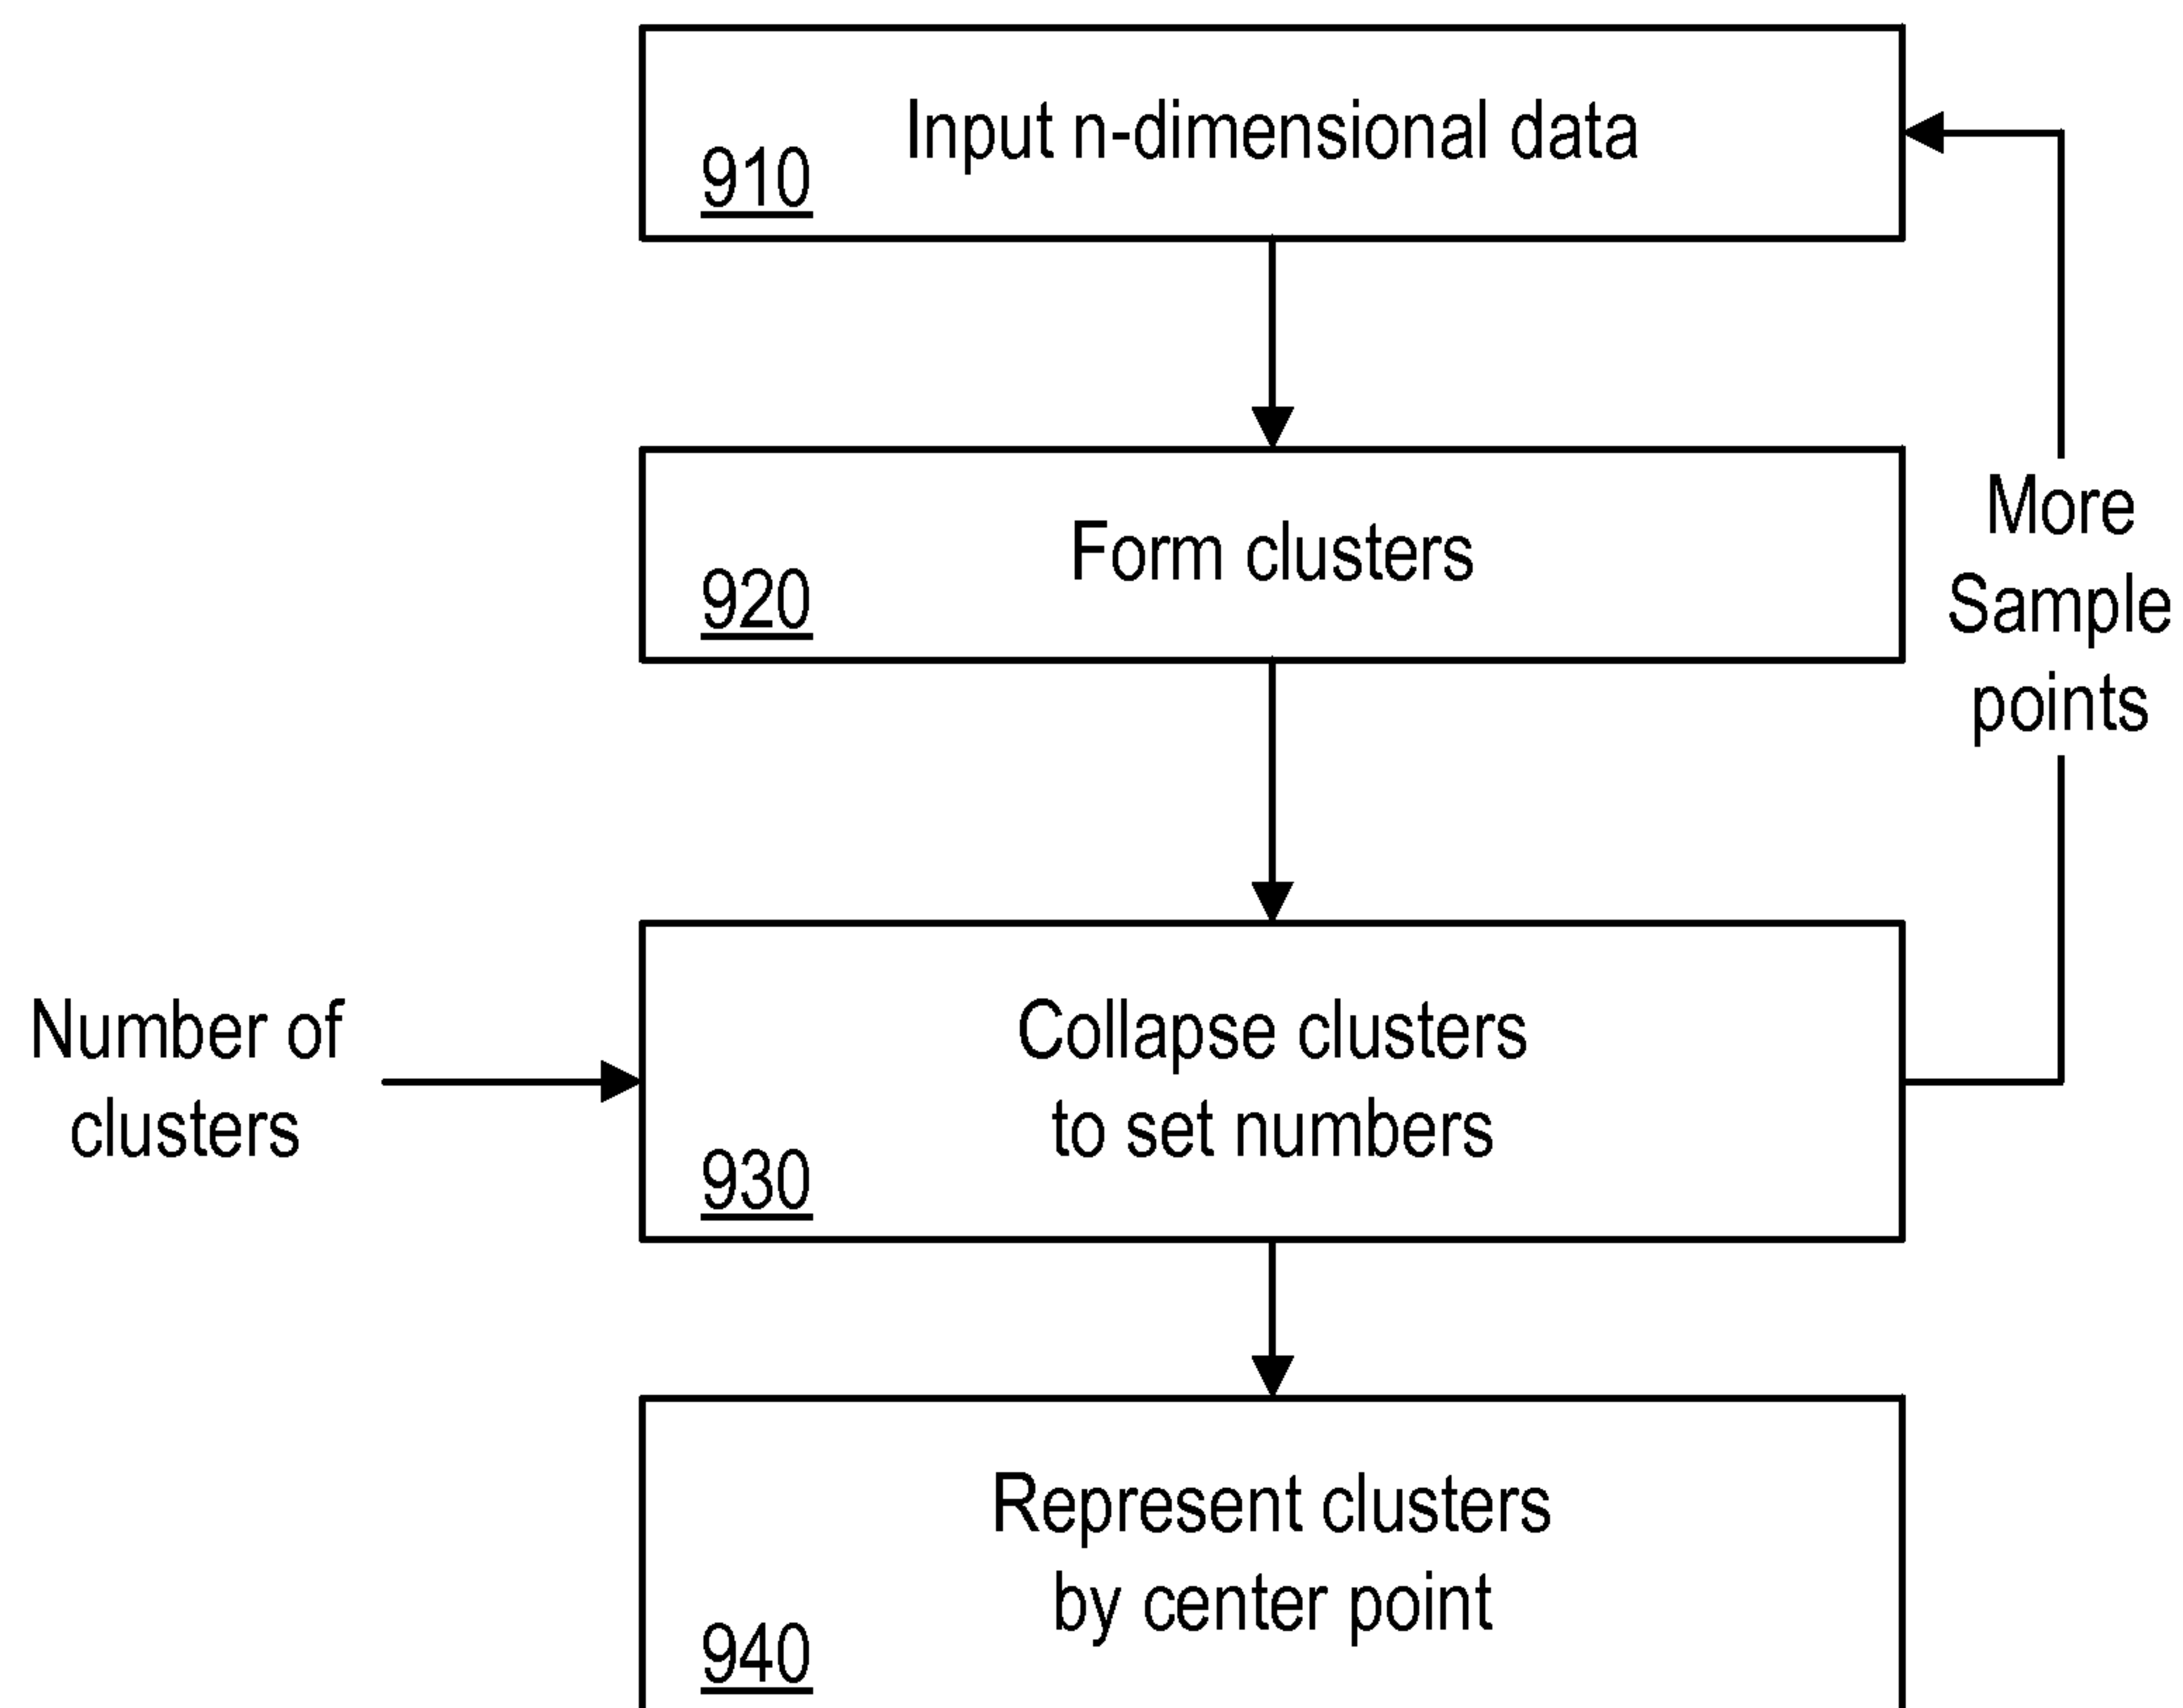 Input n-dimensional data
910
Form clusters
920
More
Sample
points
Number of
clusters
Collapse clusters
to set numbers
930
Represent clusters
by center point
940